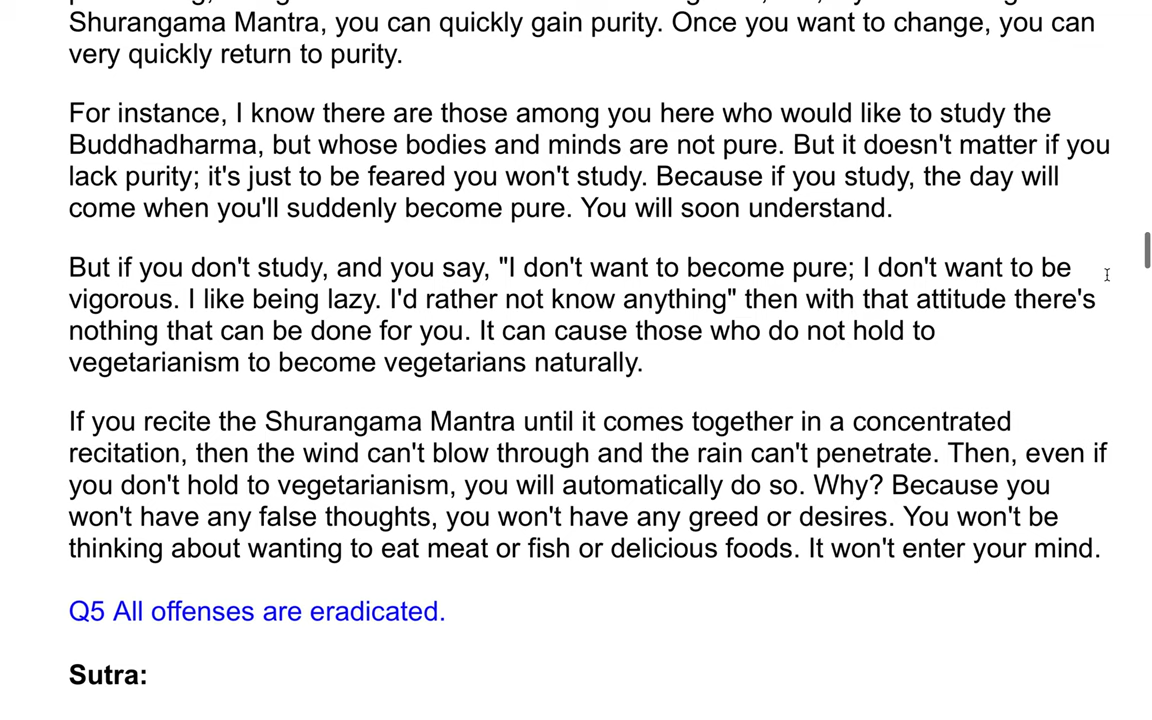 Shurangama Mantra, you can quickly gain purity. Once you want to change, you can
very quickly return to purity.
For instance, I know there are those among you here who would like to study the
Buddhadharma, but whose bodies and minds are not pure. But it doesn't matter if you
lack purity; it's just to be feared you won't study. Because if you study, the day will
come when you'll suddenly become pure. You will soon understand.
But if you don't study, and you say, "I don't want to become pure; I don't want to be
vigorous. I like being lazy. I'd rather not know anything" then with that attitude there's
nothing that can be done for you. It can cause those who do not hold to
vegetarianism to become vegetarians naturally.
If you recite the Shurangama Mantra until it comes together in a concentrated
recitation, then the wind can't blow through and the rain can't penetrate. Then, even if
you don't hold to vegetarianism, you will automatically do so. Why? Because you
won't have any false thoughts, you won't have any greed or desires. You won't be
thinking about wanting to eat meat or fish or delicious foods. It won't enter your mind.
Q5 All offenses are eradicated.
Sutra: